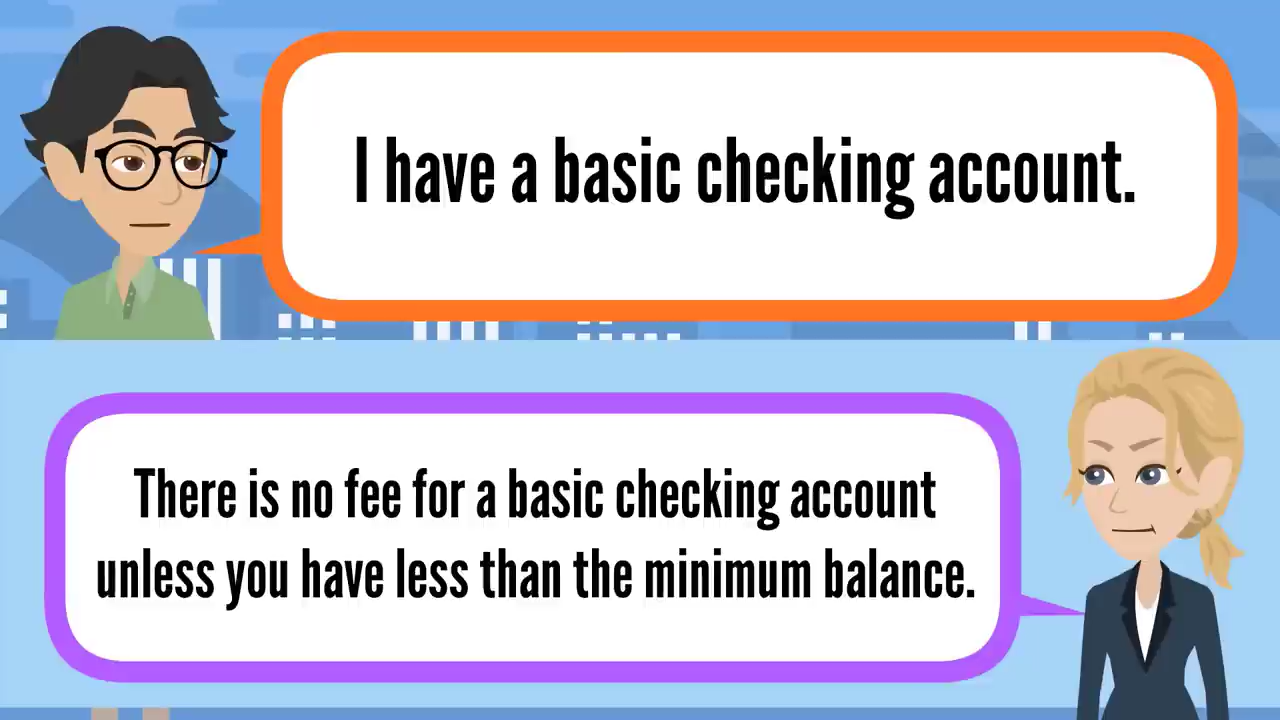 I have a basic checking account.
There is no fee for a basic checking account
unless you have less than the minimum balance.